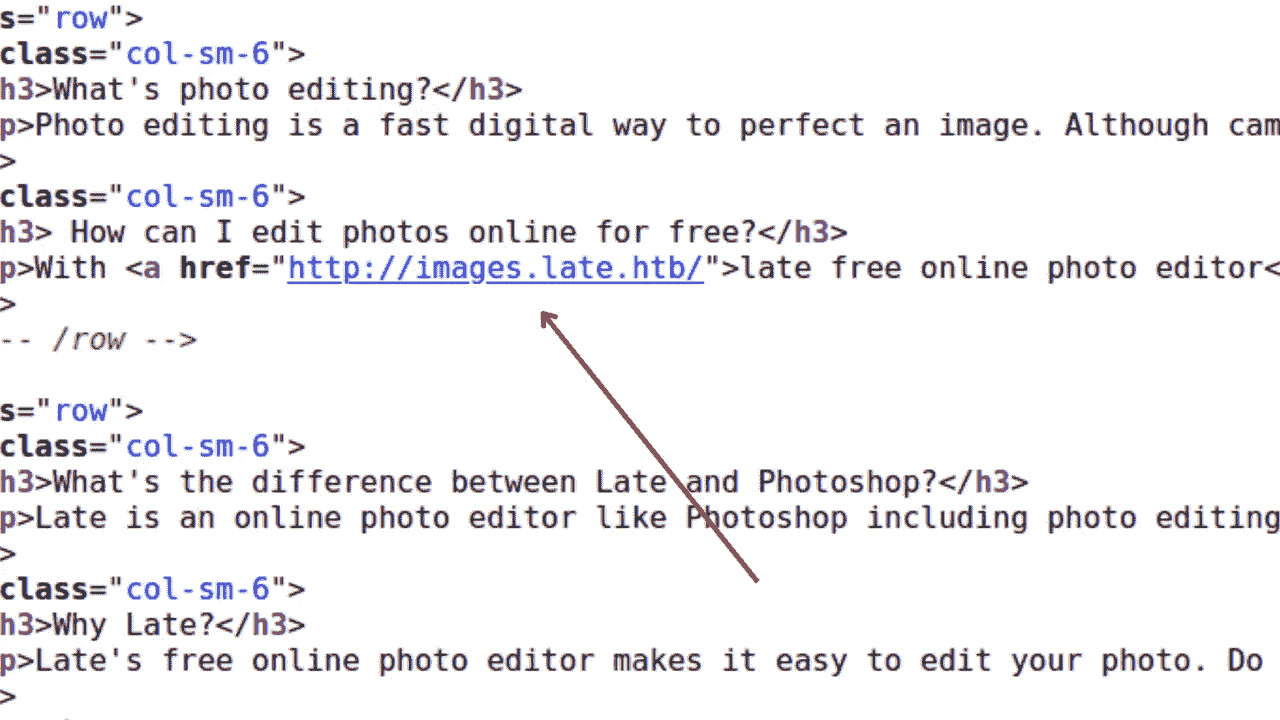 s="row">
class="col-sm-6">
h3>What's photo editing?</h3>
p>Photo editing is a fast digital way to perfect an image. Although cam
>
class="col-sm-6">
h3> How can I edit photos online for free?</h3>
p>With <a href="http://images.late.htb/">late free online photo editor<
>
-- /row -->
s="row">
class="col-sm-6">
h3>What's the difference between Late and Photoshop?</h3>
p>Late is an online photo editor like Photoshop including photo editing
>
class="col-sm-6">
h3>Why Late?</h3>
p>Late's free online photo editor makes it easy to edit your photo. Do
>